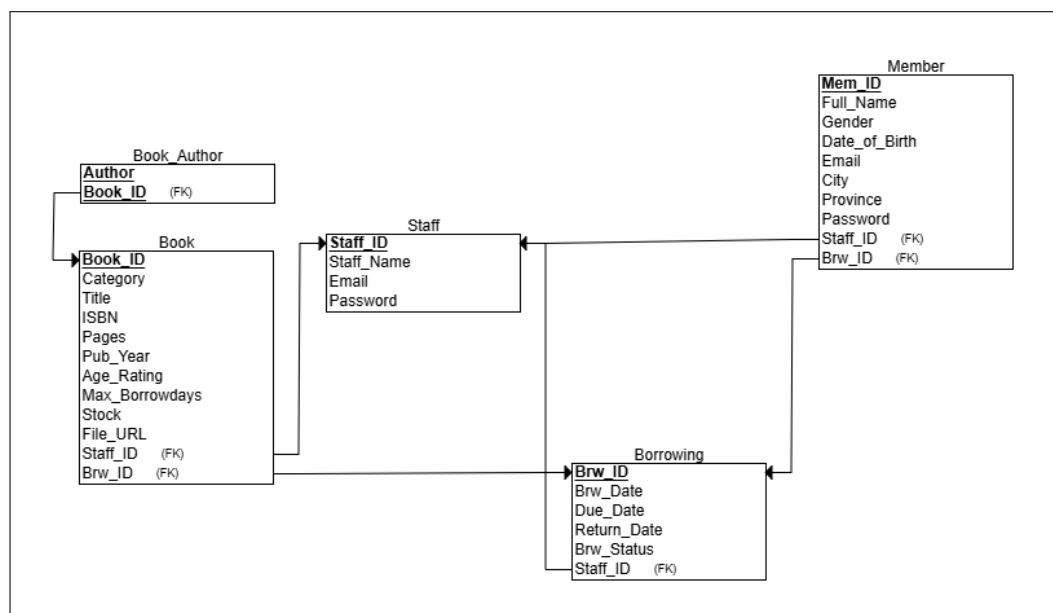 Member
Mem_ID
Full_Name
Gender
Date_of_Birth
Email
City
Province
Password
Staff_ID (FK)
Brw_ID (FK)
Book_Author
Author
Book_ID (FK)
Staff
Staff_ID
Staff_Name
Email
Password
Book
Book_ID
Category
Title
ISBN
Pages
Pub_Year
Age_Rating
Max_Borrowdays
Stock
File_URL
Staff_ID (FK)
Brw_ID (FK)
Borrowing
Brw_ID
Brw_Date
Due_Date
Return_Date
Brw_Status
Staff_ID (FK)